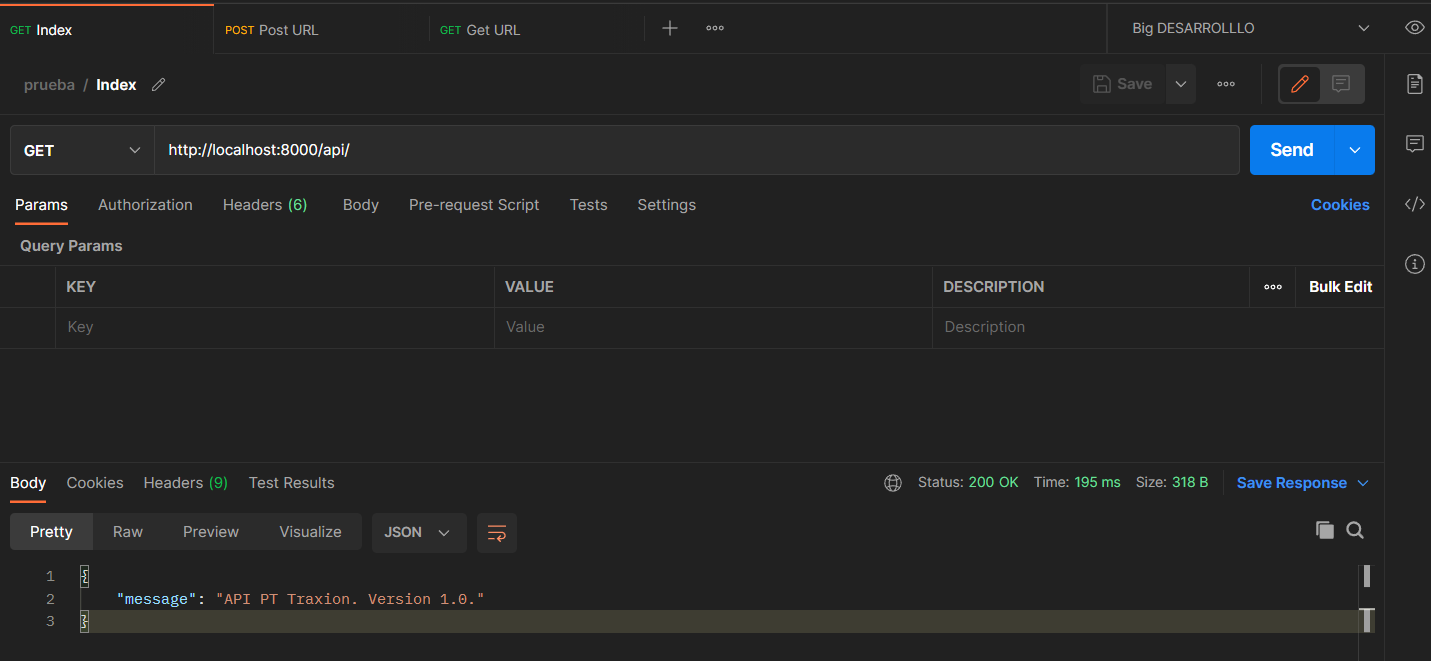 GET Index POST Post URL GET Get URL Big DESARROLLLO
prueba / Index Save
GET http://localhost:8000/api/ Send
Params Authorization Headers (6) Body Pre-request Script Tests Settings Cookies
Query Params
KEY VALUE DESCRIPTION Bulk Edit
Key Value Description
Body Cookies Headers (9) Test Results Status: 200 OK Time: 195 ms Size: 318 B Save Response
Pretty Raw Preview Visualize JSON
1 {
2 "message": "API PT Traxion. Version 1.0."
3 }